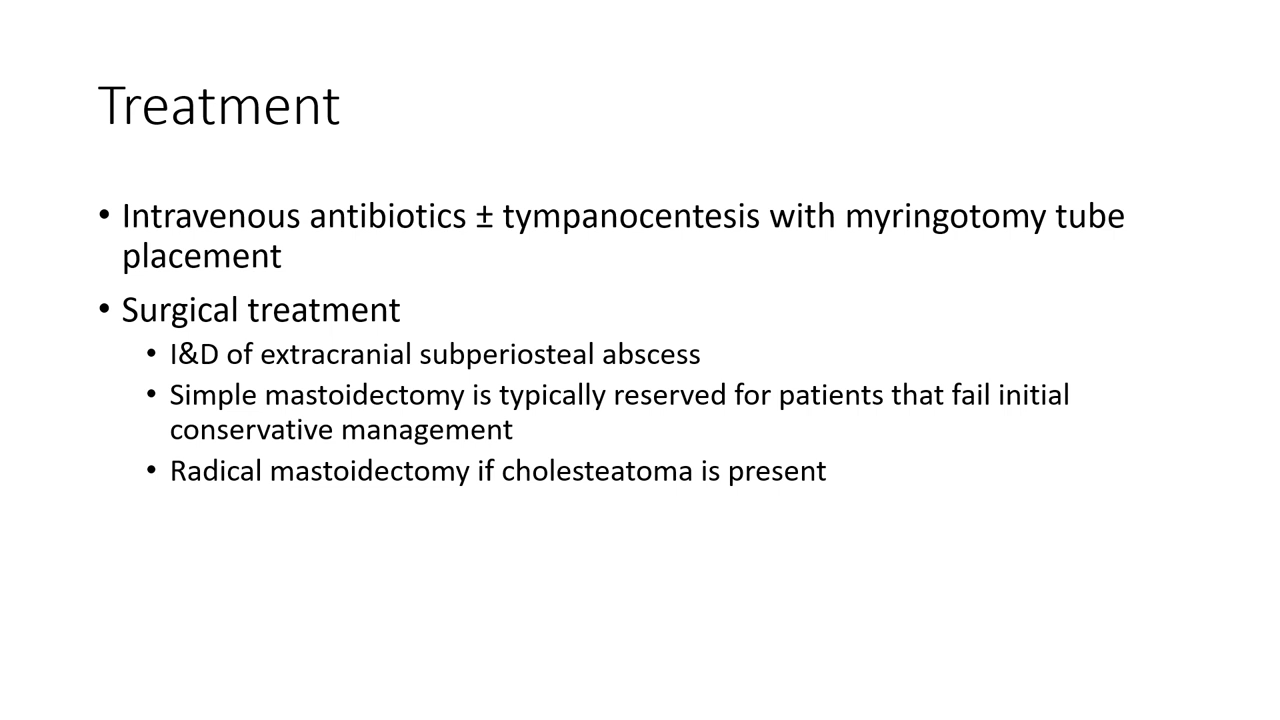 Treatment
• Intravenous antibiotics ± tympanocentesis with myringotomy tube
placement
• Surgical treatment
• I&D of extracranial subperiosteal abscess
• Simple mastoidectomy is typically reserved for patients that fail initial
conservative management
• Radical mastoidectomy if cholesteatoma is present